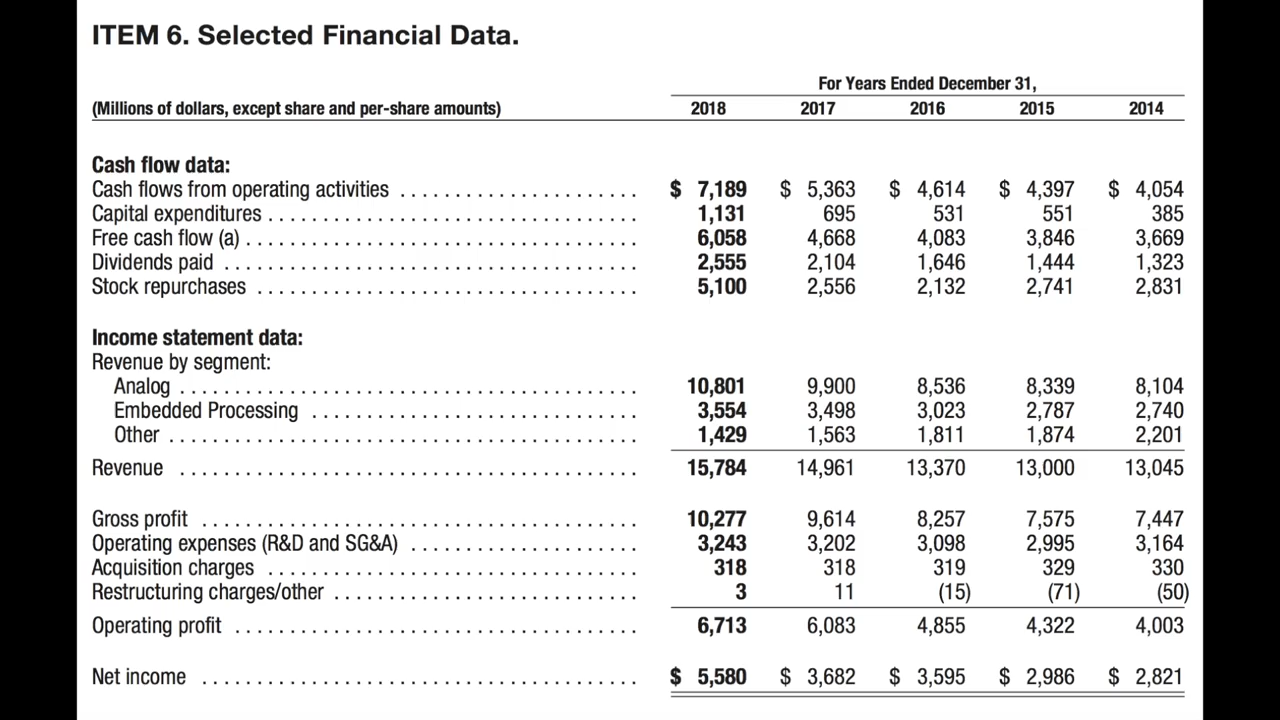 ITEM 6. Selected Financial Data.
For Years Ended December 31,
(Millions of dollars, except share and per-share amounts) 2018 2017 2016 2015 2014
Cash flow data:
Cash flows from operating activities . . . . . . . . . . . . . . . . . . . . . . $ 7,189 $ 5,363 $ 4,614 $ 4,397 $ 4,054
Capital expenditures . . . . . . . . . . . . . . . . . . . . . . . . . . . . . . . . . . 1,131 695 531 551 385
Free cash flow (a) . . . . . . . . . . . . . . . . . . . . . . . . . . . . . . . . . . . . 6,058 4,668 4,083 3,846 3,669
Dividends paid . . . . . . . . . . . . . . . . . . . . . . . . . . . . . . . . . . . . . . 2,555 2,104 1,646 1,444 1,323
Stock repurchases . . . . . . . . . . . . . . . . . . . . . . . . . . . . . . . . . . . 5,100 2,556 2,132 2,741 2,831
Income statement data:
Revenue by segment:
Analog . . . . . . . . . . . . . . . . . . . . . . . . . . . . . . . . . . . . . . . . . . 10,801 9,900 8,536 8,339 8,104
Embedded Processing . . . . . . . . . . . . . . . . . . . . . . . . . . . . . . 3,554 3,498 3,023 2,787 2,740
Other . . . . . . . . . . . . . . . . . . . . . . . . . . . . . . . . . . . . . . . . . . . 1,429 1,563 1,811 1,874 2,201
Revenue . . . . . . . . . . . . . . . . . . . . . . . . . . . . . . . . . . . . . . . . . . 15,784 14,961 13,370 13,000 13,045
Gross profit . . . . . . . . . . . . . . . . . . . . . . . . . . . . . . . . . . . . . . . . 10,277 9,614 8,257 7,575 7,447
Operating expenses (R&D and SG&A) . . . . . . . . . . . . . . . . . . . . . 3,243 3,202 3,098 2,995 3,164
Acquisition charges . . . . . . . . . . . . . . . . . . . . . . . . . . . . . . . . . . 318 318 319 329 330
Restructuring charges/other . . . . . . . . . . . . . . . . . . . . . . . . . . . . 3 11 (15) (71) (50)
Operating profit . . . . . . . . . . . . . . . . . . . . . . . . . . . . . . . . . . . . . 6,713 6,083 4,855 4,322 4,003
Net income . . . . . . . . . . . . . . . . . . . . . . . . . . . . . . . . . . . . . . . . $ 5,580 $ 3,682 $ 3,595 $ 2,986 $ 2,821